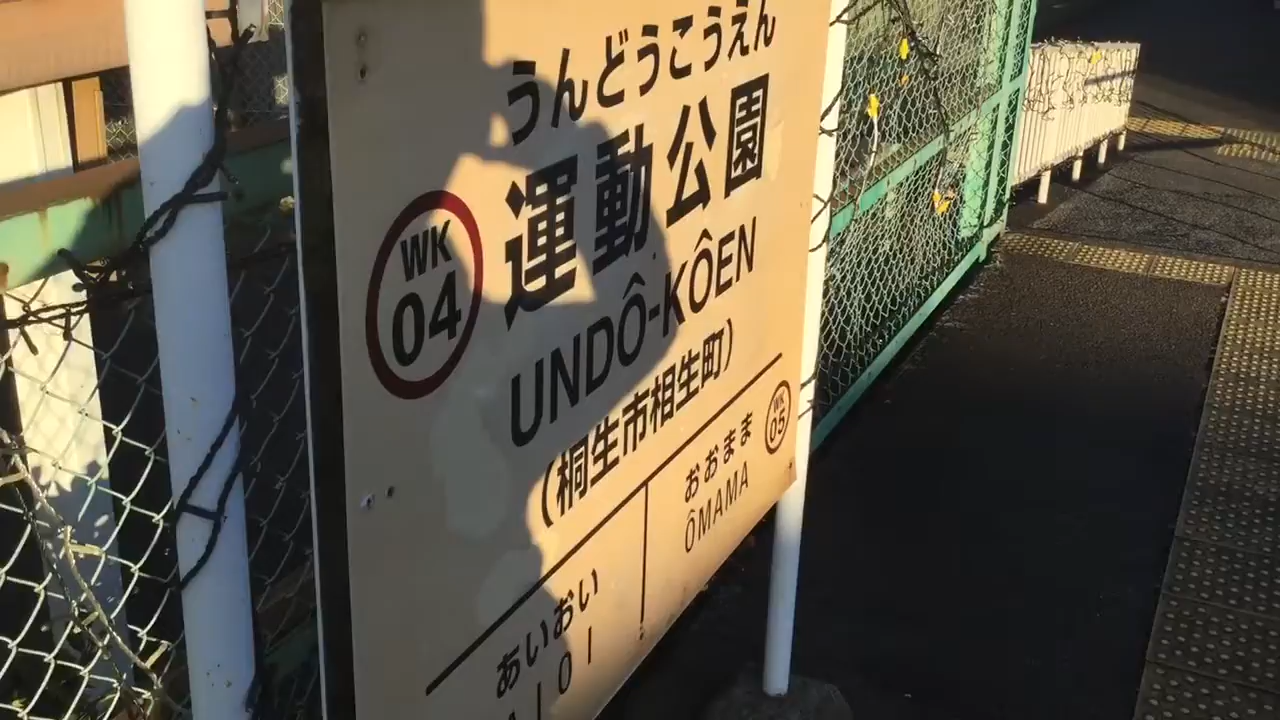 うんどうこうえん
WK
04
運動公園
UNDÔ-KÔEN
(桐生市相生町)
あいおい
AIOI
おおまま
ÔMAMA
WK
05